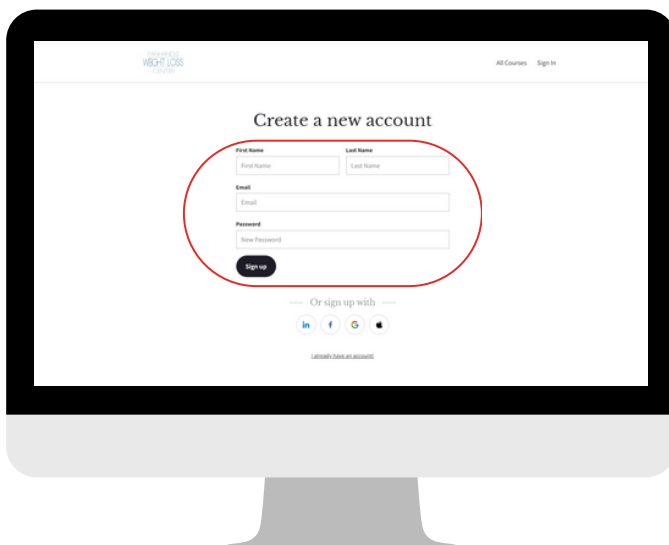 WEIGHT LOSS
CENTER
All Courses Sign In
Create a new account
First Name Last Name
First Name Last Name
Email
Email
Password
New Password
Sign up
Or sign up with
in f G
I already have an account!